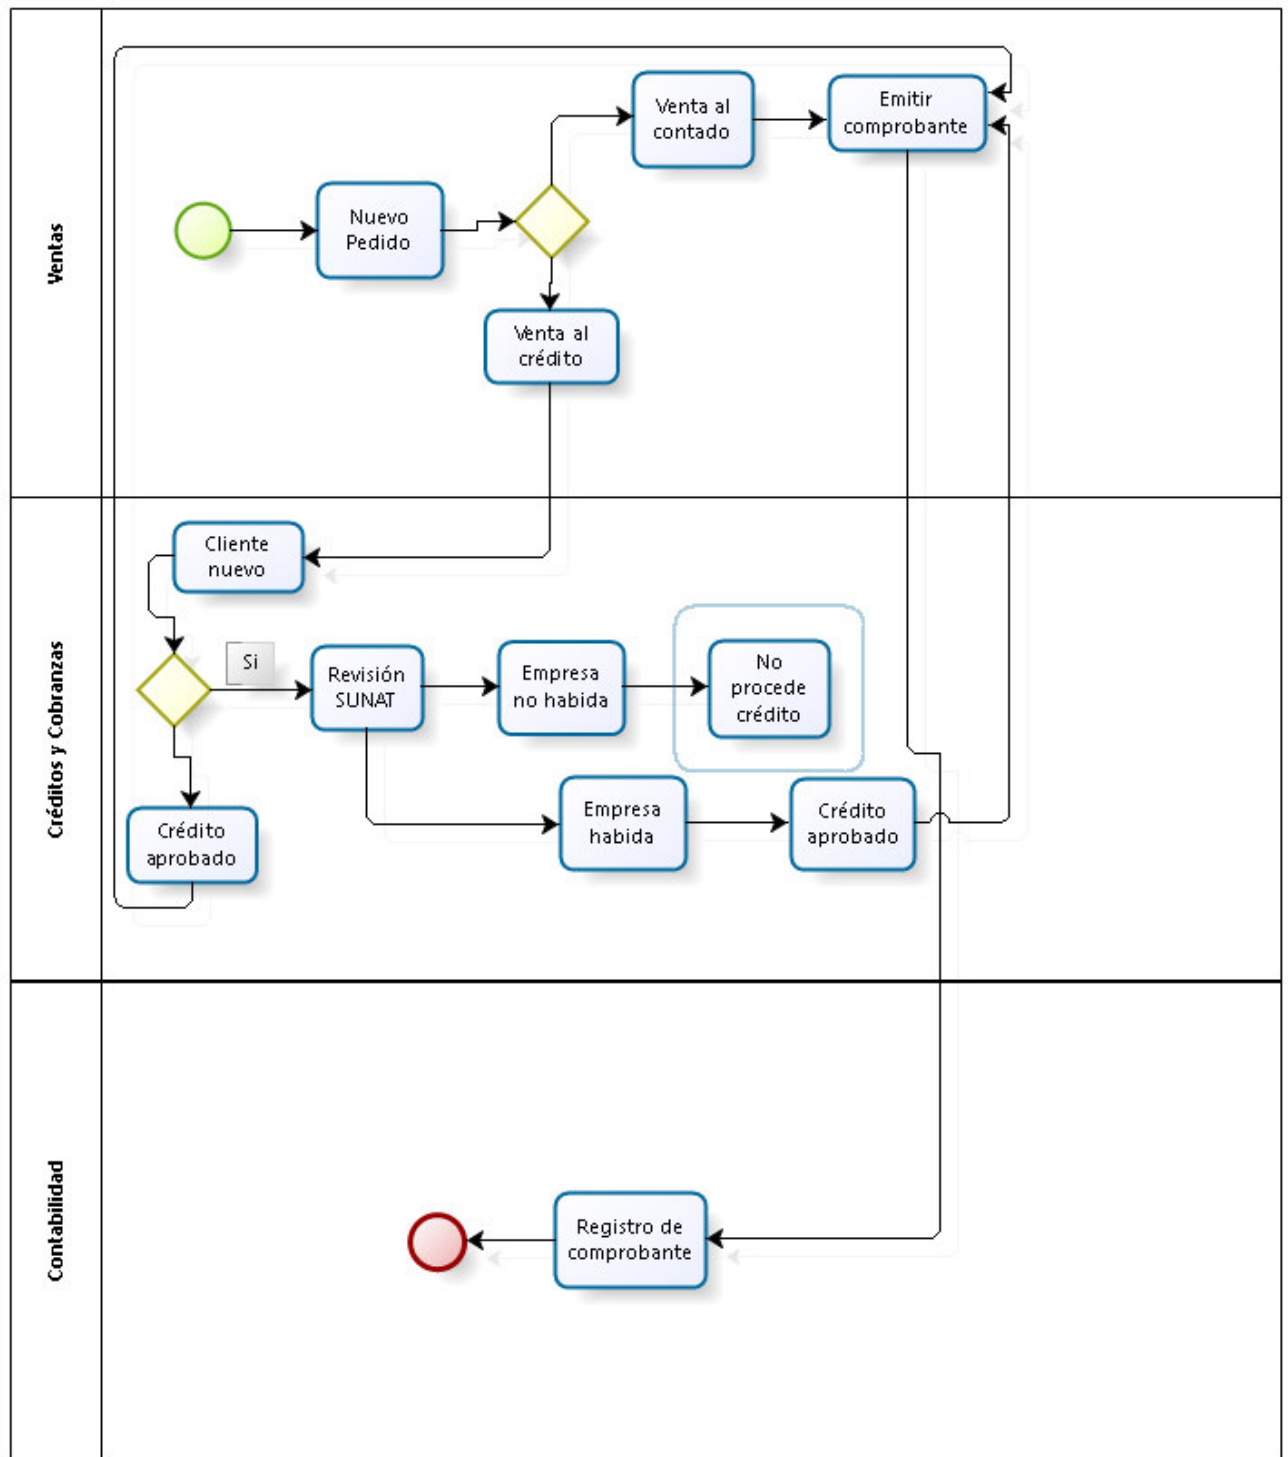 Ventas
Nuevo
Pedido
Venta al
contado
Emitir
comprobante
Venta al
crédito
Créditos y Cobranzas
Cliente
nuevo
Si
Revisión
SUNAT
Empresa
no habida
No
procede
crédito
Empresa
habida
Crédito
aprobado
Crédito
aprobado
Contabilidad
Registro de
comprobante